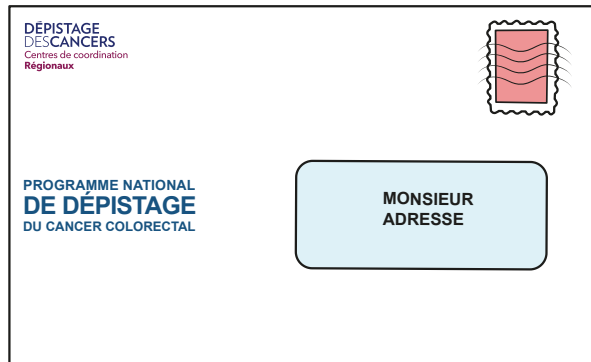 DÉPISTAGE
DESCANCERS
Centres de coordination
Régionaux
PROGRAMME NATIONAL
DE DÉPISTAGE
DU CANCER COLORECTAL
MONSIEUR
ADRESSE